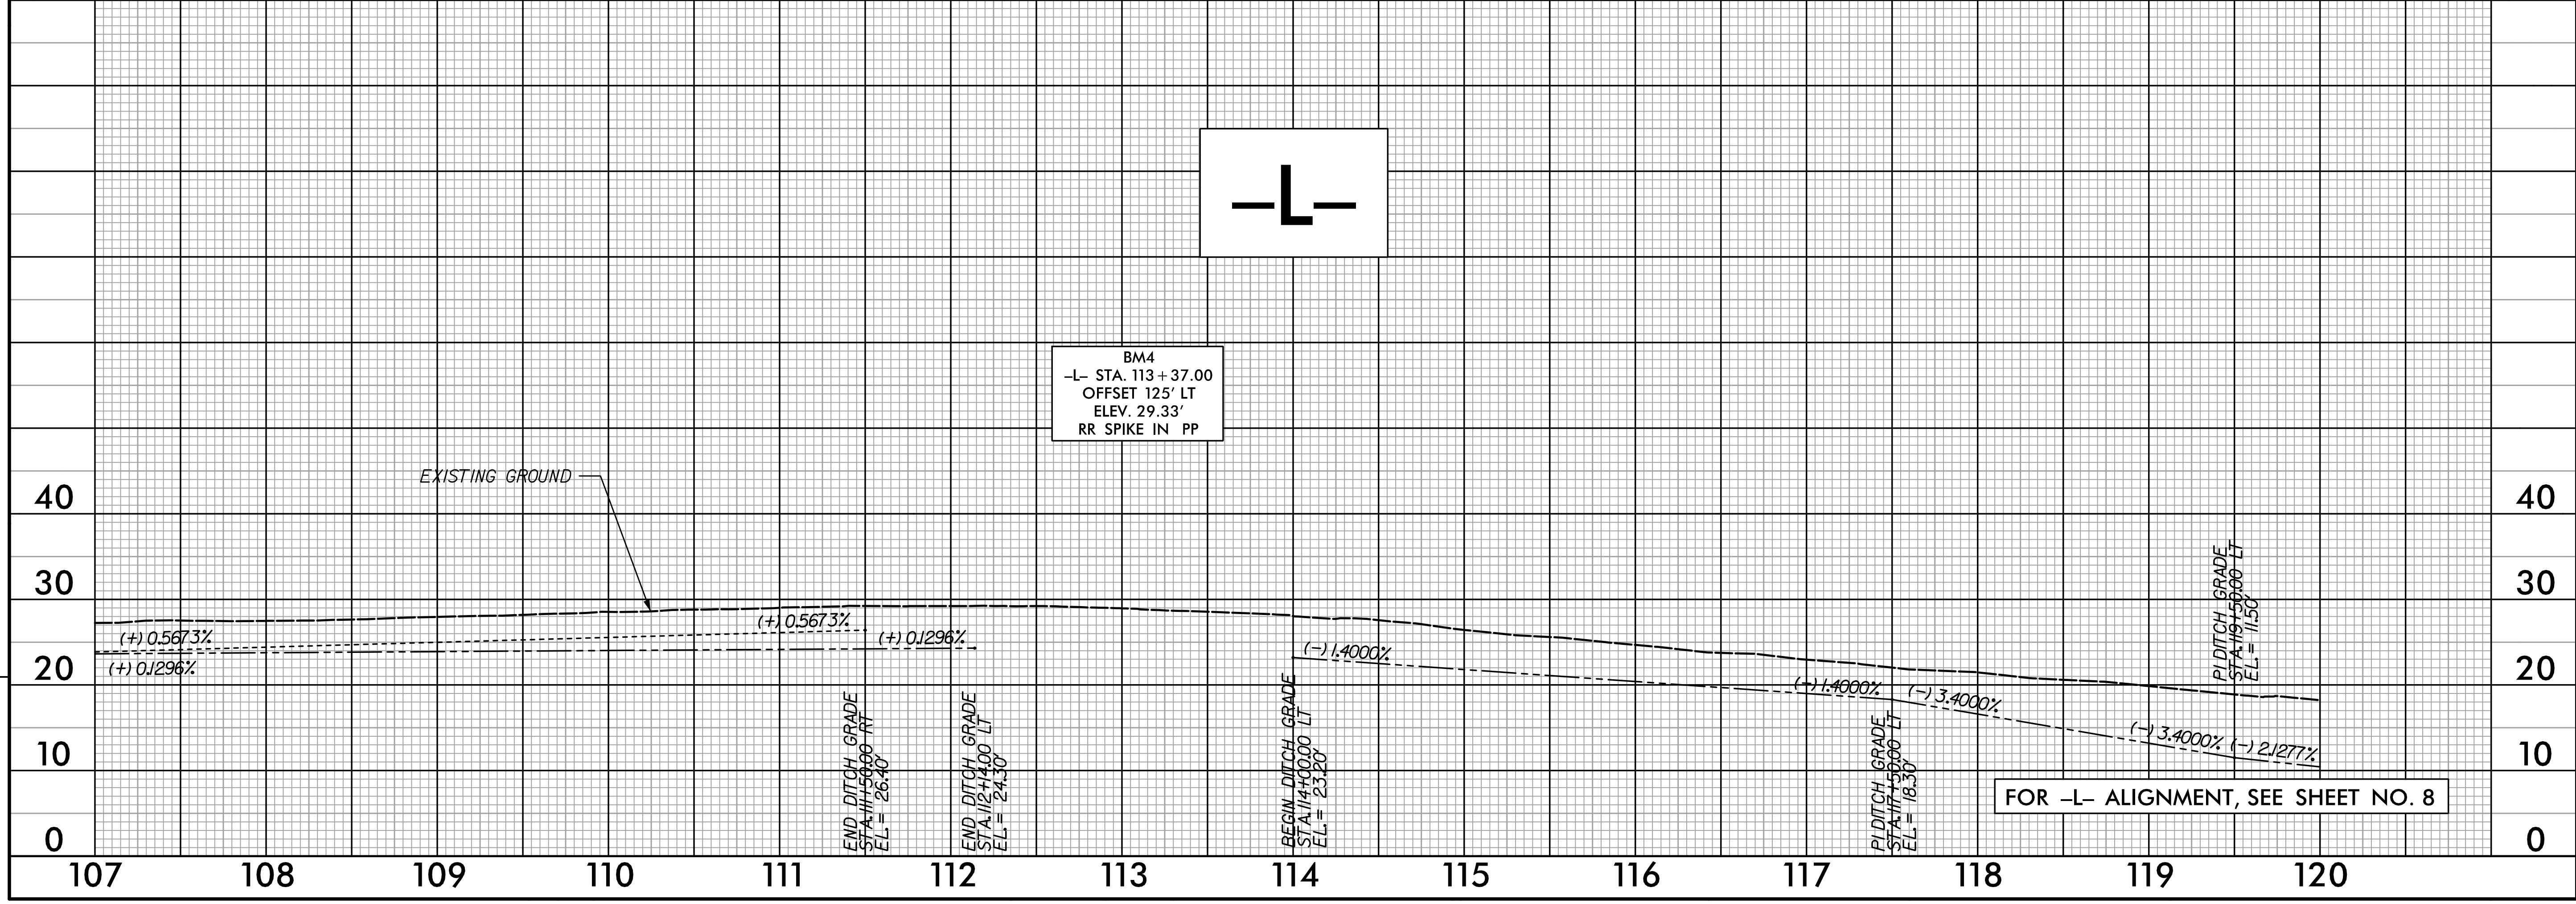 –L–
BM4
–L– STA. 113+37.00
OFFSET 125' LT
ELEV. 29.33'
RR SPIKE IN PP
EXISTING GROUND
40
40
30
30
20
20
10
10
0
0
(+) 0.5673%
(+) 0.1296%
(+) 0.5673%
(+) 0.1296%
(–) 1.4000%
(–) 1.4000%
(–) 3.4000%
(–) 3.4000%
(–) 2.1277%
END DITCH GRADE
STA. 111+50.00 RT
EL. = 26.40'
END DITCH GRADE
STA. 112+14.00 LT
EL. = 24.30'
BEGIN DITCH GRADE
STA. 114+00.00 LT
EL. = 23.20'
PI DITCH GRADE
STA. 117+50.00 LT
EL. = 18.30'
PI DITCH GRADE
STA. 119+50.00 LT
EL. = 11.50'
FOR –L– ALIGNMENT, SEE SHEET NO. 8
107 108 109 110 111 112 113 114 115 116 117 118 119 120